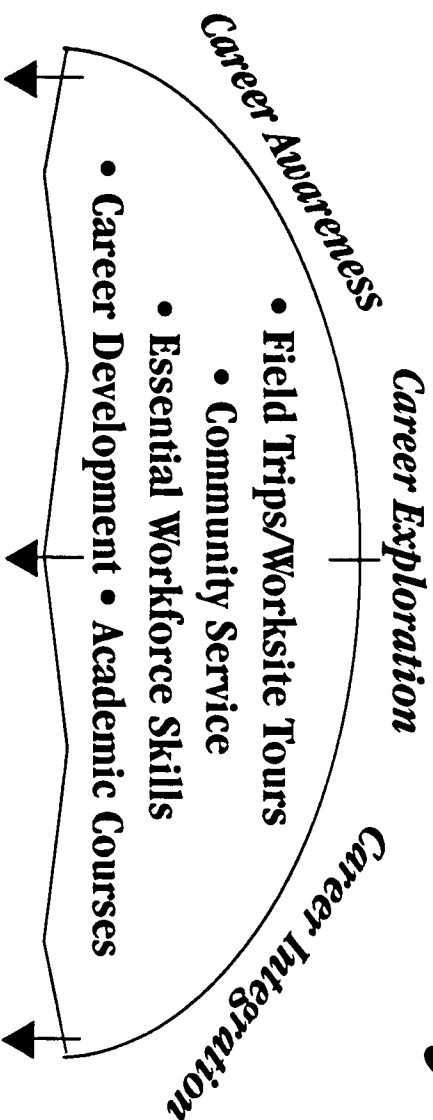 Career Awareness
Career Exploration
Career Integration
• Field Trips/Worksite Tours
• Community Service
• Essential Workforce Skills
• Career Development • Academic Courses